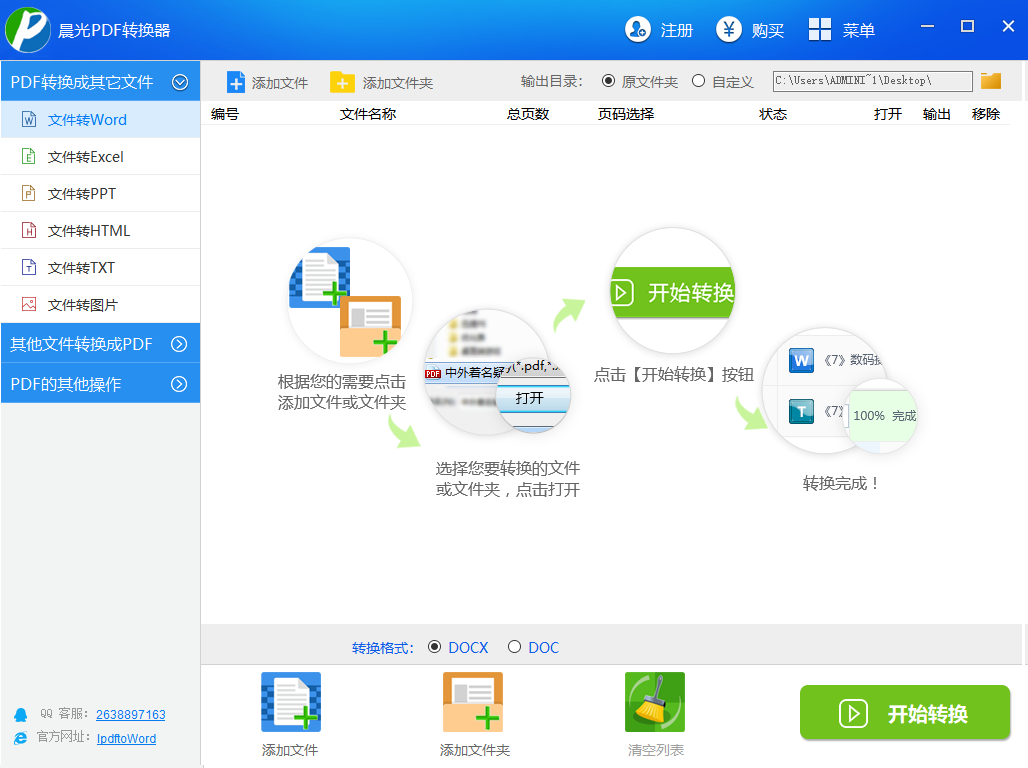 晨光PDF转换器
注册
购买
菜单
PDF转换成其它文件
添加文件
添加文件夹
输出目录:
原文件夹
自定义
C:\Users\ADMINI~1\Desktop\
编号
文件名称
总页数
页码选择
状态
打开
输出
移除
文件转Word
文件转Excel
文件转PPT
文件转HTML
文件转TXT
文件转图片
其他文件转换成PDF
PDF的其他操作
根据您的需要点击
添加文件或文件夹
PDF 中外着名疑
(*.pdf,*.
打开
选择您要转换的文件
或文件夹，点击打开
开始转换
点击【开始转换】按钮
W 《7》数码
T 《7》
100% 完成
转换完成！
转换格式:
DOCX
DOC
添加文件
添加文件夹
清空列表
开始转换
QQ 客服: 2638897163
官方网址: IpdftoWord